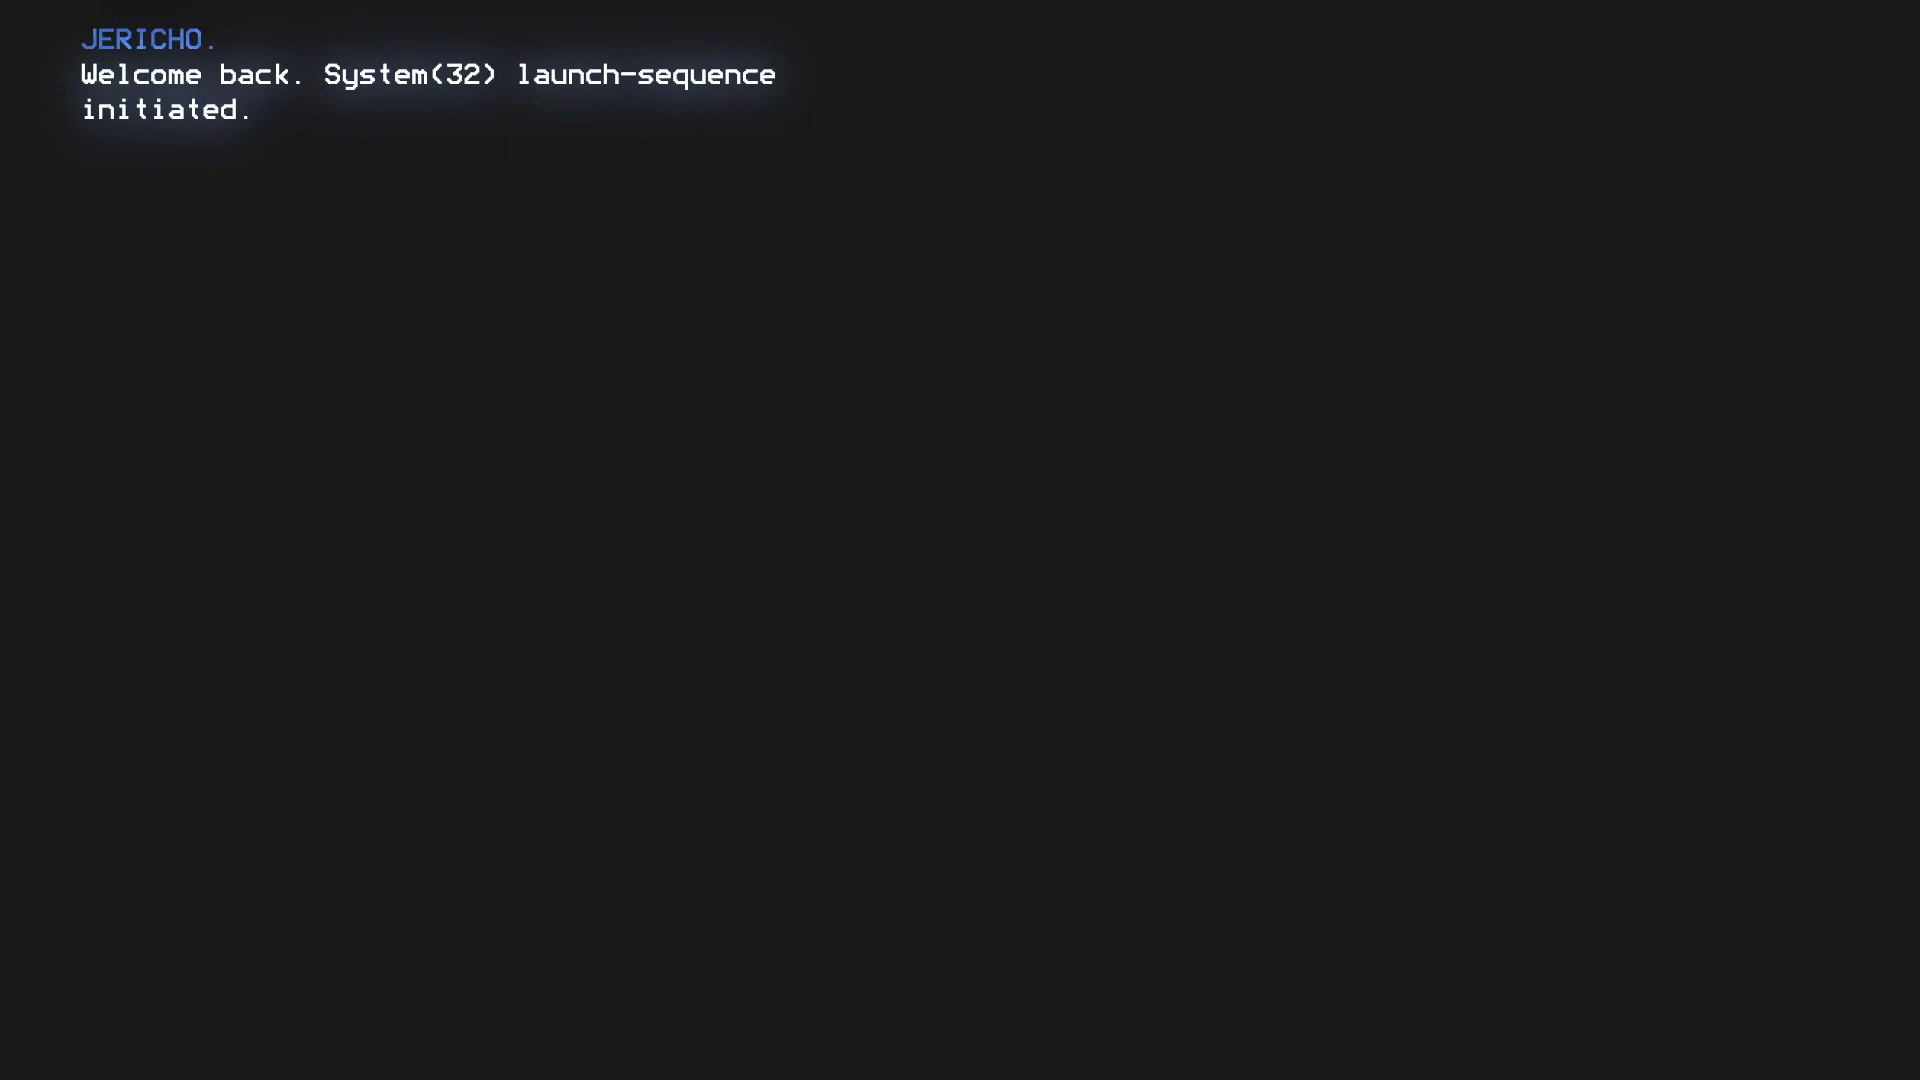 JERICHO.
Welcome back. System(32) launch-sequence
initiated.